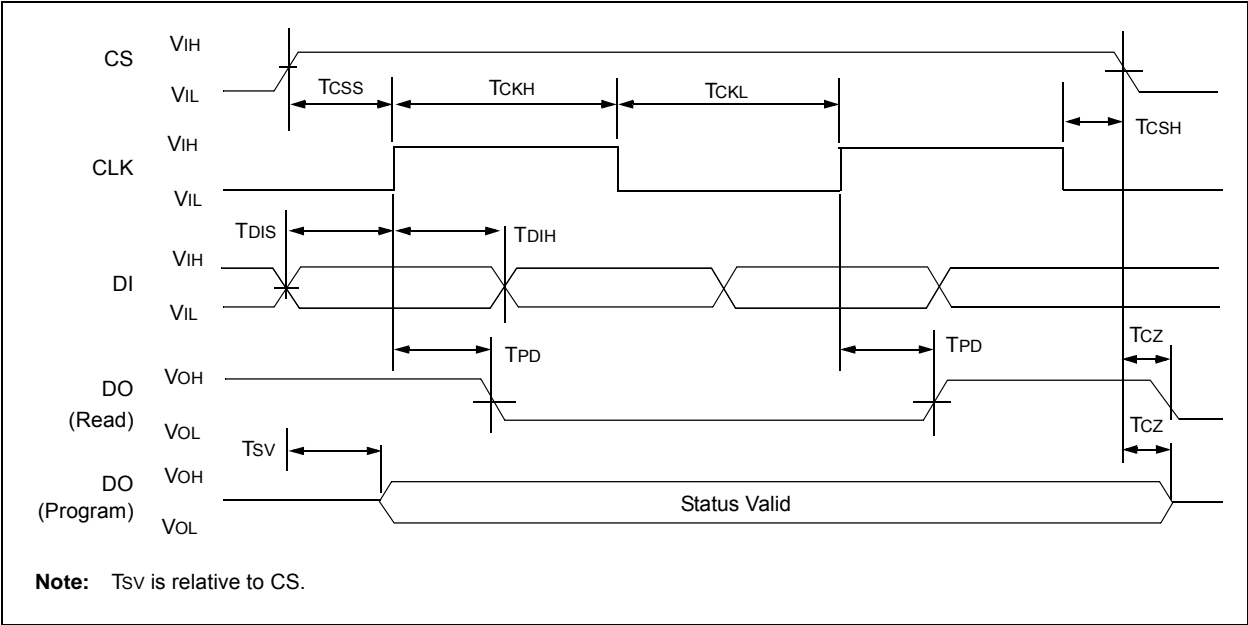 CS
VIH
VIL
TCSS
TCKH
TCKL
TCSH
CLK
VIH
VIL
TDIS
TDIH
DI
VIH
VIL
TPD
TPD
TCZ
DO
(Read)
VOH
VOL
TCZ
TSV
DO
(Program)
VOH
VOL
Status Valid
Note: TSV is relative to CS.